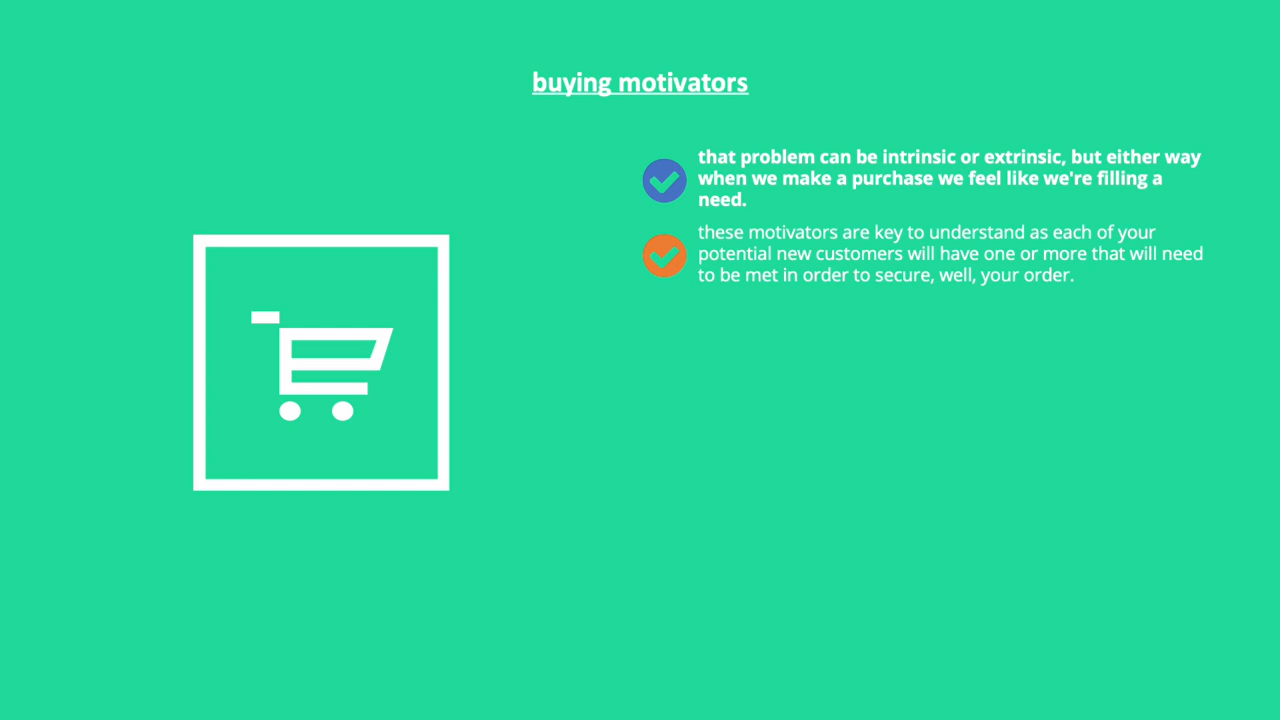 buying motivators
that problem can be intrinsic or extrinsic, but either way
when we make a purchase we feel like we're filling a
need.
these motivators are key to understand as each of your
potential new customers will have one or more that will need
to be met in order to secure, well, your order.